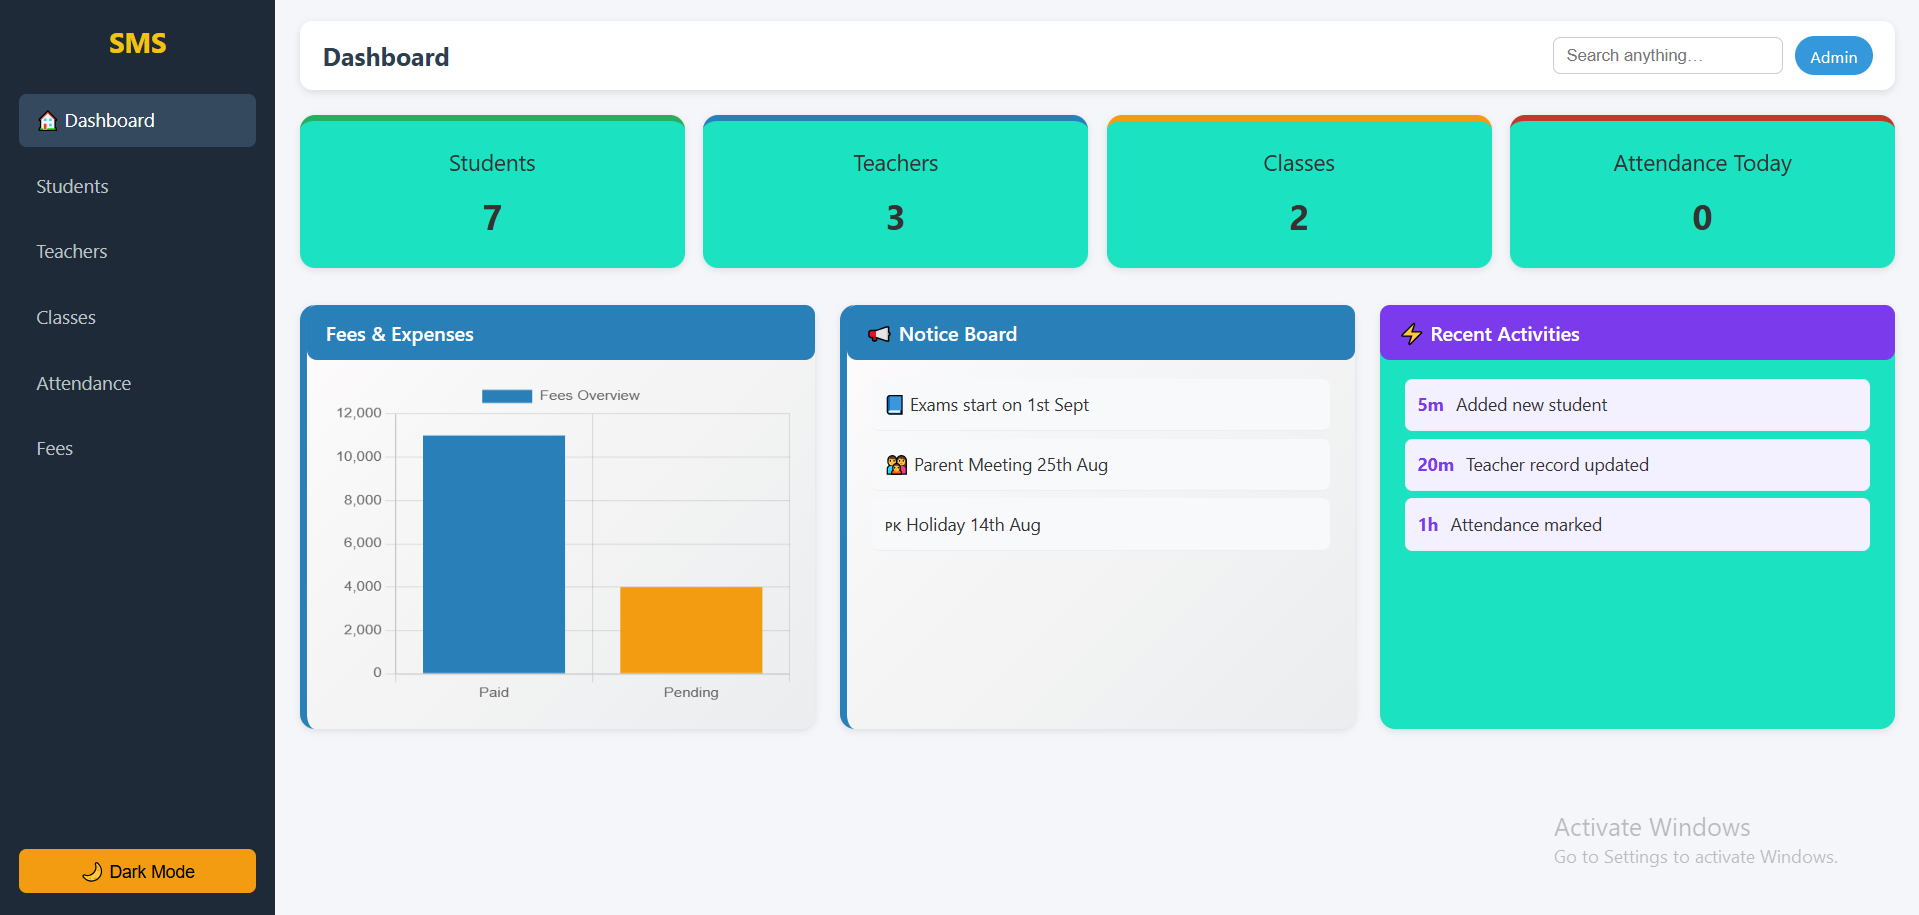 SMS
🏠 Dashboard
Students
Teachers
Classes
Attendance
Fees
🌙 Dark Mode
Dashboard
Search anything...
Admin
Students
7
Teachers
3
Classes
2
Attendance Today
0
Fees & Expenses
Fees Overview
12,000
10,000
8,000
6,000
4,000
2,000
0
Paid
Pending
📢 Notice Board
📘 Exams start on 1st Sept
👨‍👩‍👧 Parent Meeting 25th Aug
PK Holiday 14th Aug
⚡ Recent Activities
5m Added new student
20m Teacher record updated
1h Attendance marked
Activate Windows
Go to Settings to activate Windows.